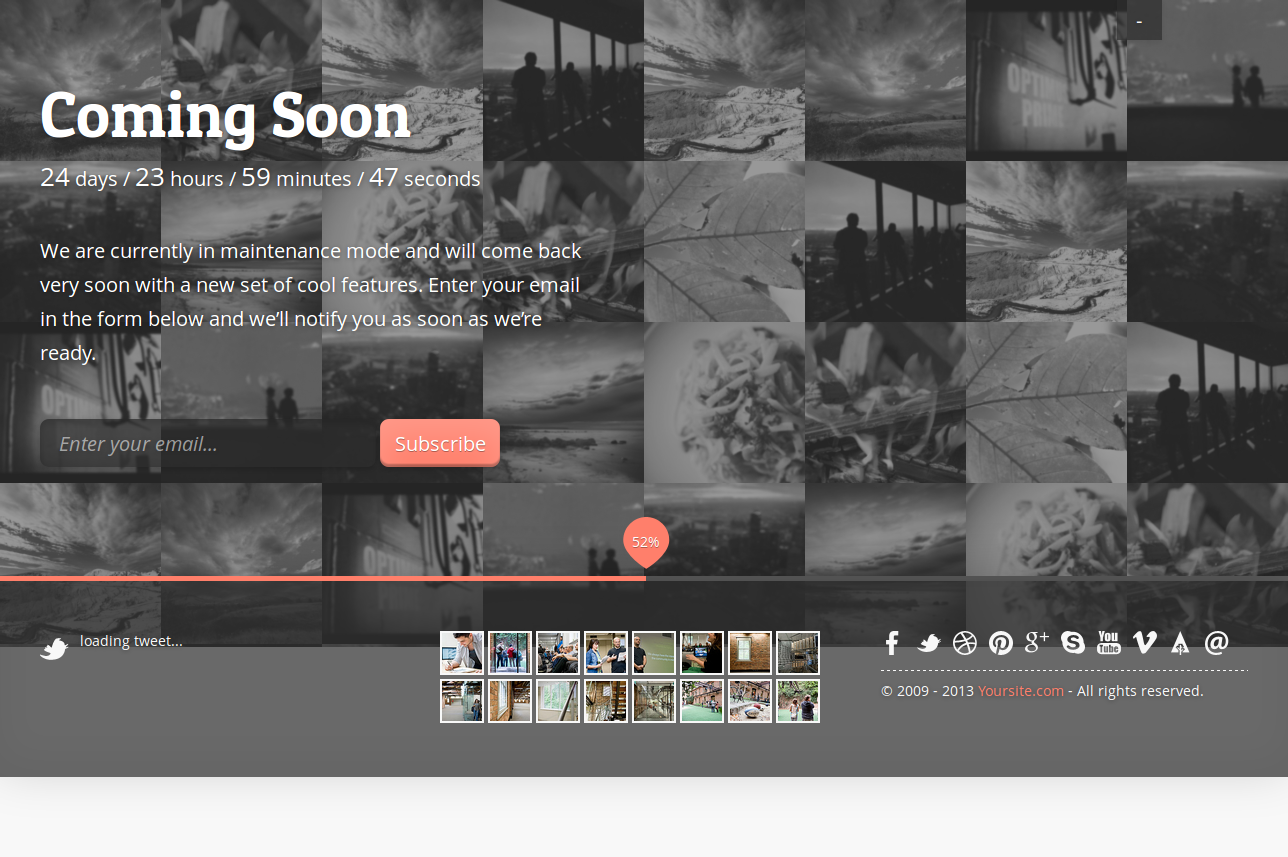 -
Coming Soon
24 days / 23 hours / 59 minutes / 47 seconds
We are currently in maintenance mode and will come back
very soon with a new set of cool features. Enter your email
in the form below and we’ll notify you as soon as we’re
ready.
Enter your email...
Subscribe
52%
loading tweet...
You
Tube
© 2009 - 2013 Yoursite.com - All rights reserved.